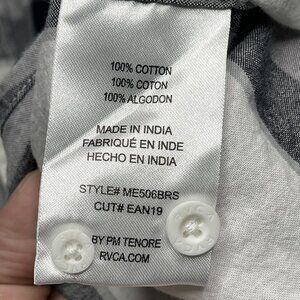 100% COTTON
100% COTON
100% ALGODON
MADE IN INDIA
FABRIQUÉ EN INDE
HECHO EN INDIA
STYLE# ME506BRS
CUT# EAN19
BY PM TENORE
RVCA.COM